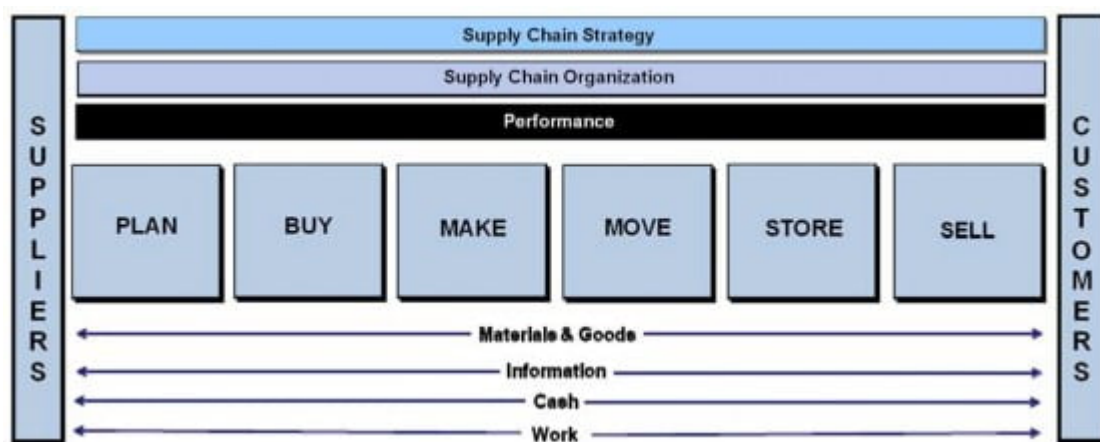 SUPPLIERS
Supply Chain Strategy
Supply Chain Organization
Performance
PLAN
BUY
MAKE
MOVE
STORE
SELL
Materials & Goods
Information
Cash
Work
CUSTOMERS